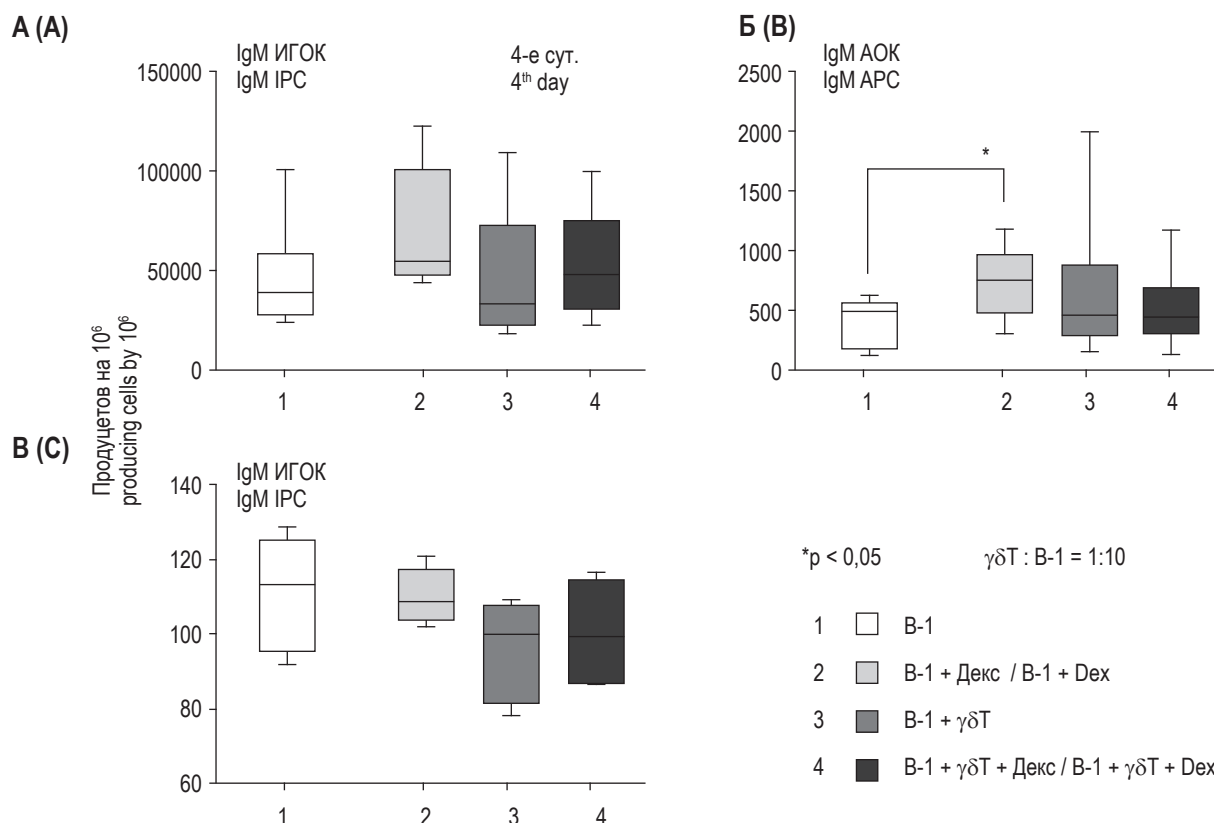 А (A)
IgM ИГОК
IgM IPC
4-е сут.
4th day
150000
100000
50000
0
1
2
3
4
Б (B)
IgM АОК
IgM APC
2500
2000
1500
1000
500
0
*
1
2
3
4
Продуцетов на 10⁶
producing cells by 10⁶
В (C)
IgM ИГОК
IgM IPC
140
120
100
80
60
1
2
3
4
*p < 0,05
γδT : B-1 = 1:10
1 B-1
2 B-1 + Декс / B-1 + Dex
3 B-1 + γδT
4 B-1 + γδT + Декс / B-1 + γδT + Dex